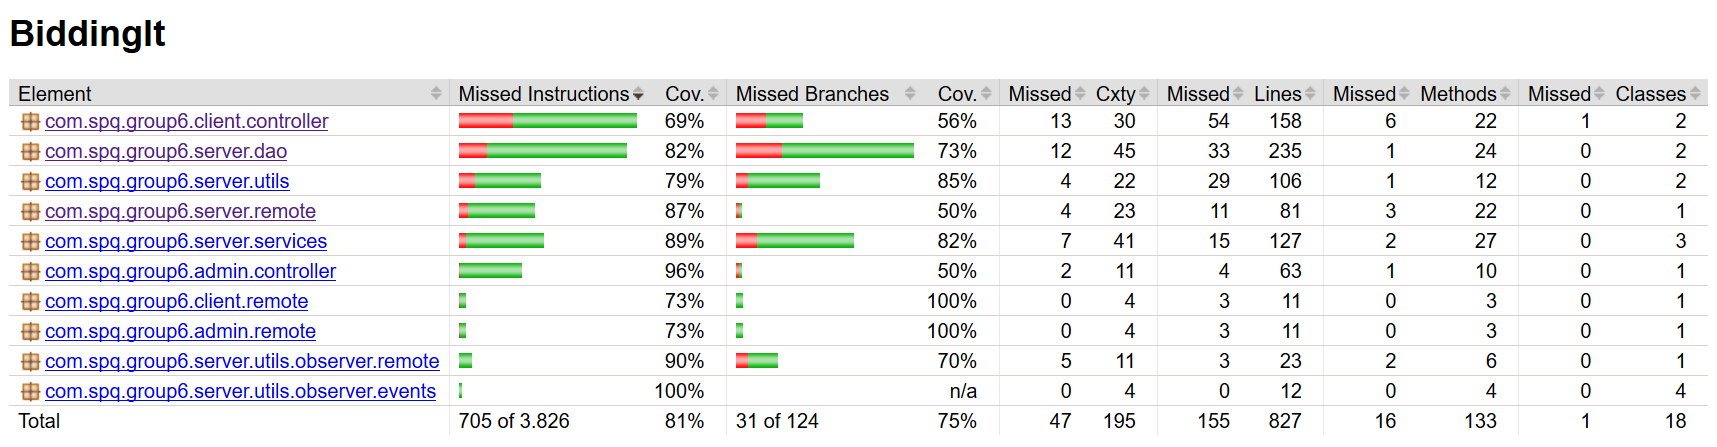 BiddingIt
Element Missed Instructions Cov. Missed Branches Cov. Missed Cxty Missed Lines Missed Methods Missed Classes
com.spq.group6.client.controller 69% 56% 13 30 54 158 6 22 1 2
com.spq.group6.server.dao 82% 73% 12 45 33 235 1 24 0 2
com.spq.group6.server.utils 79% 85% 4 22 29 106 1 12 0 2
com.spq.group6.server.remote 87% 50% 4 23 11 81 3 22 0 1
com.spq.group6.server.services 89% 82% 7 41 15 127 2 27 0 3
com.spq.group6.admin.controller 96% 50% 2 11 4 63 1 10 0 1
com.spq.group6.client.remote 73% 100% 0 4 3 11 0 3 0 1
com.spq.group6.admin.remote 73% 100% 0 4 3 11 0 3 0 1
com.spq.group6.server.utils.observer.remote 90% 70% 5 11 3 23 2 6 0 1
com.spq.group6.server.utils.observer.events 100% n/a 0 4 0 12 0 4 0 4
Total 705 of 3.826 81% 31 of 124 75% 47 195 155 827 16 133 1 18